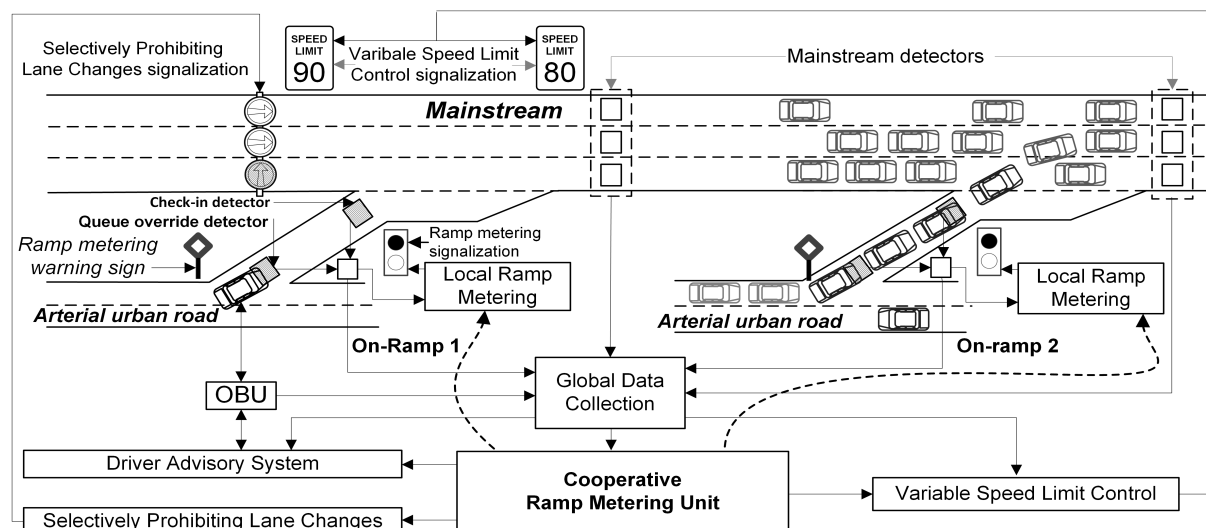 Selectively Prohibiting
Lane Changes signalization
SPEED
LIMIT
90
Varibale Speed Limit
Control signalization
SPEED
LIMIT
80
Mainstream detectors
Mainstream
Check-in detector
Queue override detector
Ramp metering
warning sign
Ramp metering
signalization
Local Ramp
Metering
Local Ramp
Metering
Arterial urban road
Arterial urban road
On-Ramp 1
On-ramp 2
Global Data
Collection
OBU
Driver Advisory System
Cooperative
Ramp Metering Unit
Variable Speed Limit Control
Selectively Prohibiting Lane Changes